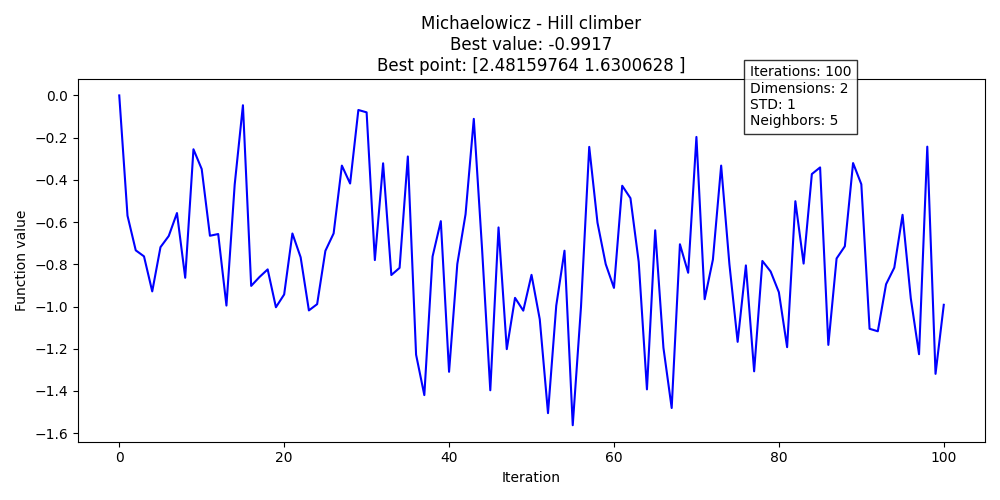 Michaelowicz - Hill climber
Best value: -0.9917
Best point: [2.48159764 1.6300628 ]
Iterations: 100
Dimensions: 2
STD: 1
Neighbors: 5
Function value
0.0
−0.2
−0.4
−0.6
−0.8
−1.0
−1.2
−1.4
−1.6
0 20 40 60 80 100
Iteration